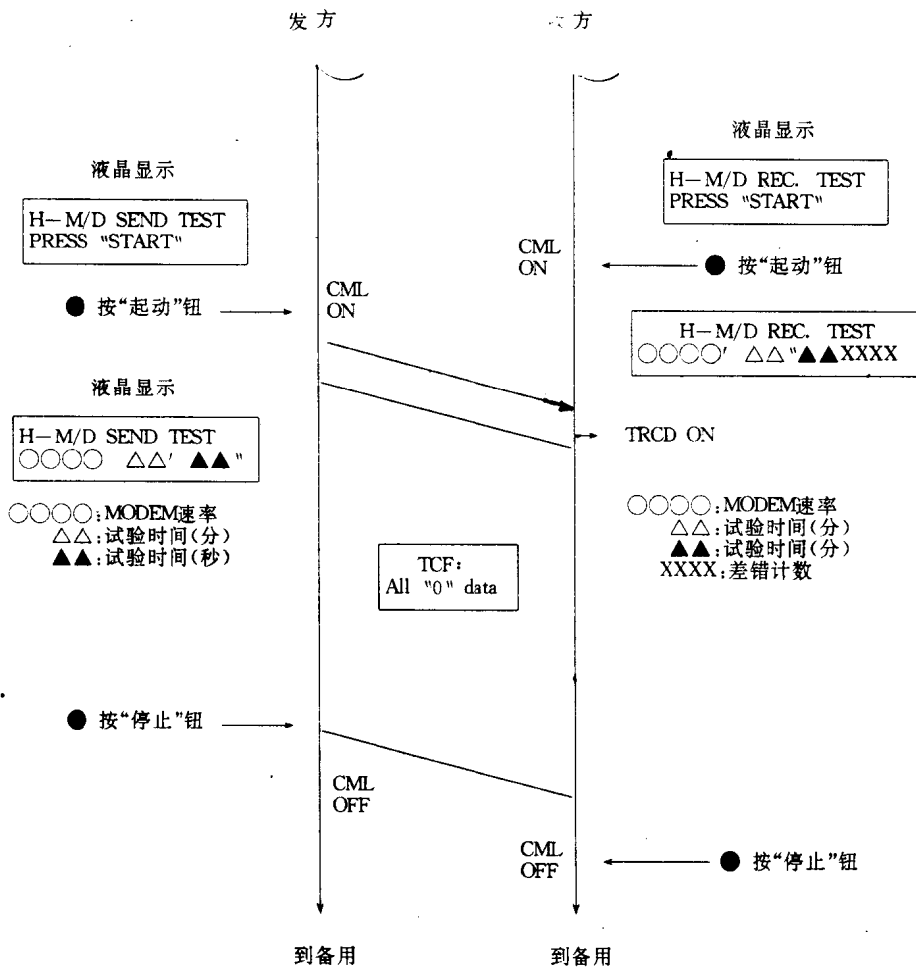 发方
方
液晶显示
H—M/D SEND TEST
PRESS "START"
● 按“起动”钮
CML
ON
液晶显示
H—M/D SEND TEST
○○○○ △△′ ▲▲"
○○○○:MODEM速率
△△:试验时间(分)
▲▲:试验时间(秒)
液晶显示
H—M/D REC. TEST
PRESS "START"
CML
ON
● 按“起动”钮
H—M/D REC. TEST
○○○○′ △△"▲▲XXXX
TRCD ON
○○○○:MODEM速率
△△:试验时间(分)
▲▲:试验时间(分)
XXXX:差错计数
TCF:
All "0" data
● 按“停止”钮
CML
OFF
CML
OFF
● 按“停止”钮
到备用
到备用